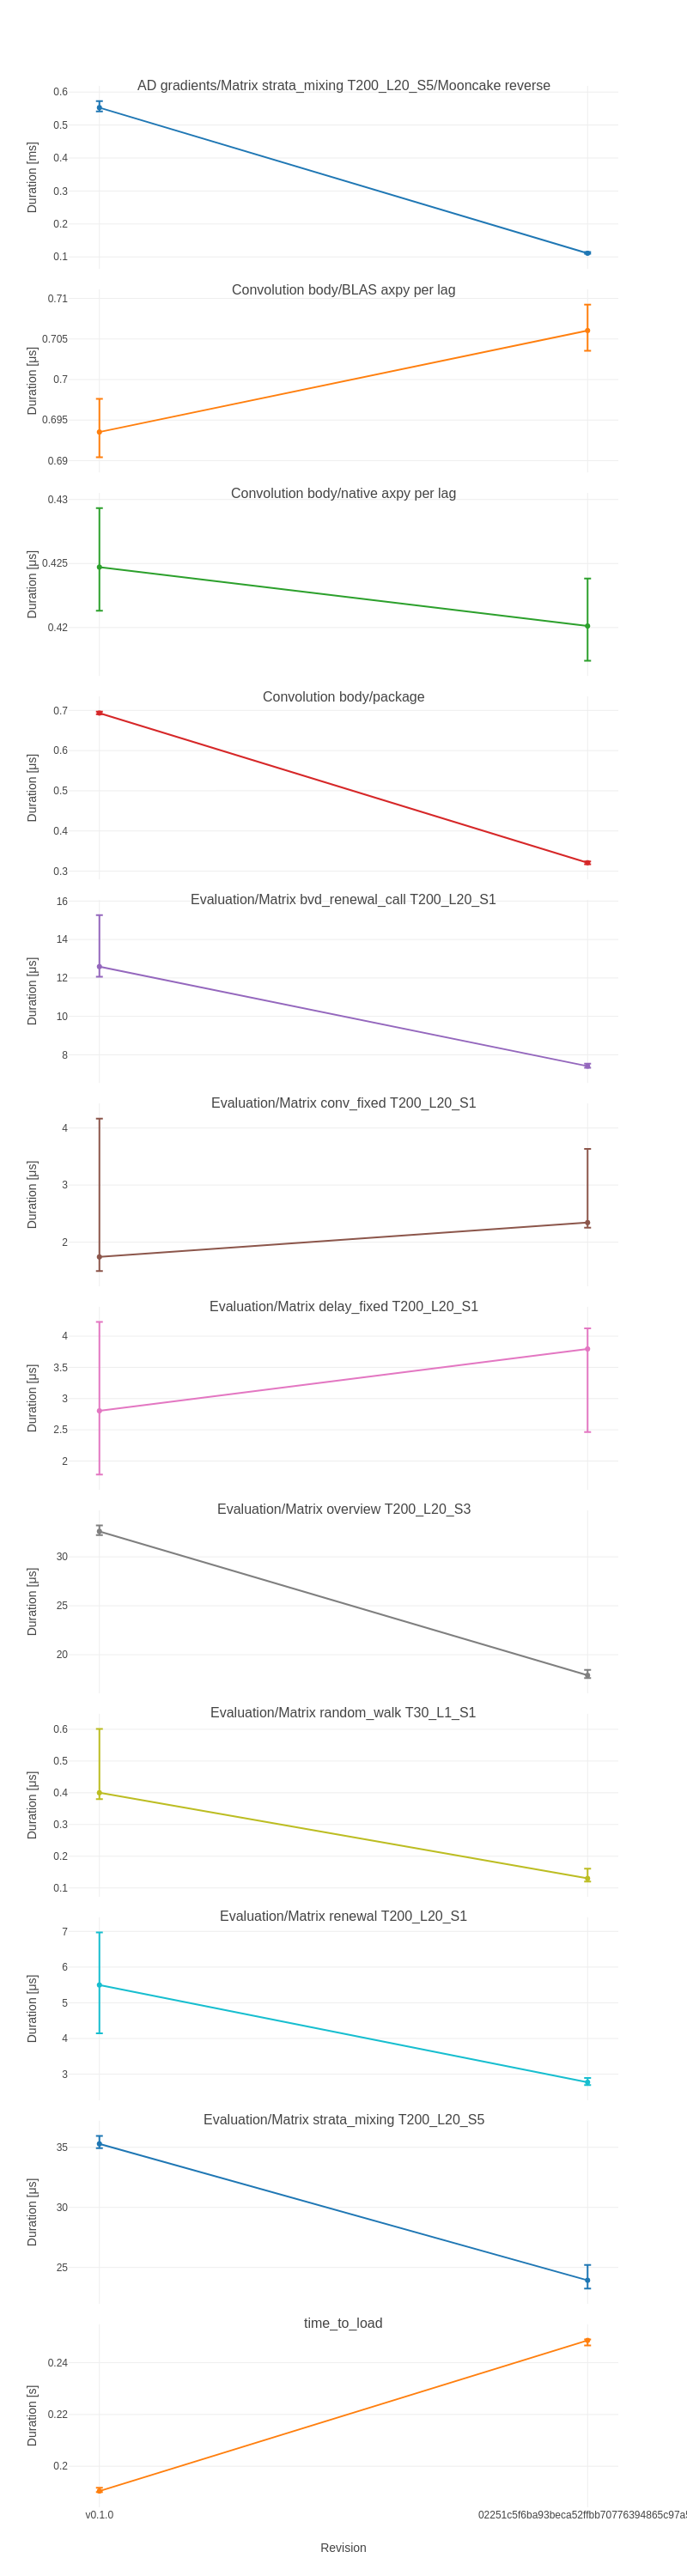 AD gradients/Matrix strata_mixing T200_L20_S5/Mooncake reverse
0.6
0.5
0.4
0.3
0.2
0.1
Duration [ms]
Convolution body/BLAS axpy per lag
0.71
0.705
0.7
0.695
0.69
Duration [μs]
Convolution body/native axpy per lag
0.43
0.425
0.42
Duration [μs]
Convolution body/package
0.7
0.6
0.5
0.4
0.3
Duration [μs]
Evaluation/Matrix bvd_renewal_call T200_L20_S1
16
14
12
10
8
Duration [μs]
Evaluation/Matrix conv_fixed T200_L20_S1
4
3
2
Duration [μs]
Evaluation/Matrix delay_fixed T200_L20_S1
4
3.5
3
2.5
2
Duration [μs]
Evaluation/Matrix overview T200_L20_S3
30
25
20
Duration [μs]
Evaluation/Matrix random_walk T30_L1_S1
0.6
0.5
0.4
0.3
0.2
0.1
Duration [μs]
Evaluation/Matrix renewal T200_L20_S1
7
6
5
4
3
Duration [μs]
Evaluation/Matrix strata_mixing T200_L20_S5
35
30
25
Duration [μs]
time_to_load
0.24
0.22
0.2
Duration [s]
v0.1.0 02251c5f6ba93beca52ffbb70776394865c97a5
Revision